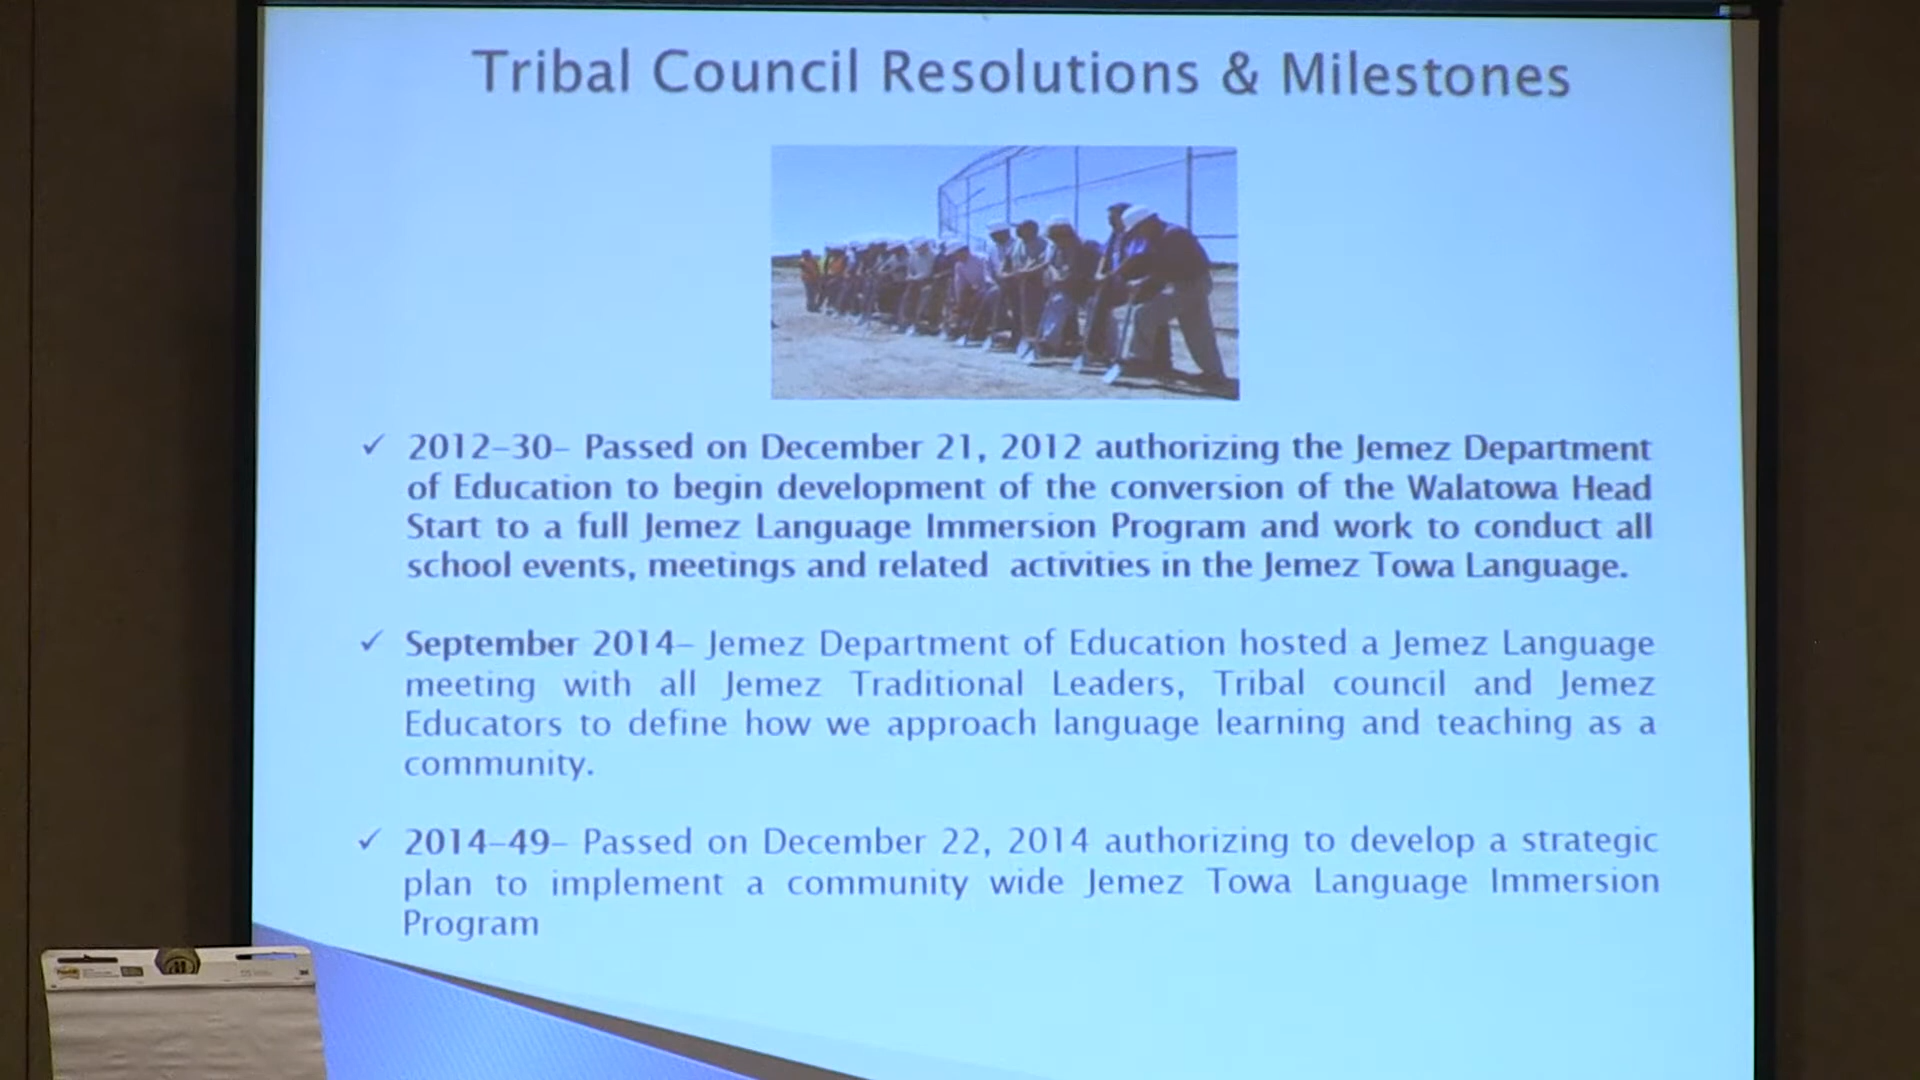 Tribal Council Resolutions & Milestones
✓ 2012-30- Passed on December 21, 2012 authorizing the Jemez Department
of Education to begin development of the conversion of the Walatowa Head
Start to a full Jemez Language Immersion Program and work to conduct all
school events, meetings and related activities in the Jemez Towa Language.
✓ September 2014- Jemez Department of Education hosted a Jemez Language
meeting with all Jemez Traditional Leaders, Tribal council and Jemez
Educators to define how we approach language learning and teaching as a
community.
✓ 2014-49- Passed on December 22, 2014 authorizing to develop a strategic
plan to implement a community wide Jemez Towa Language Immersion
Program